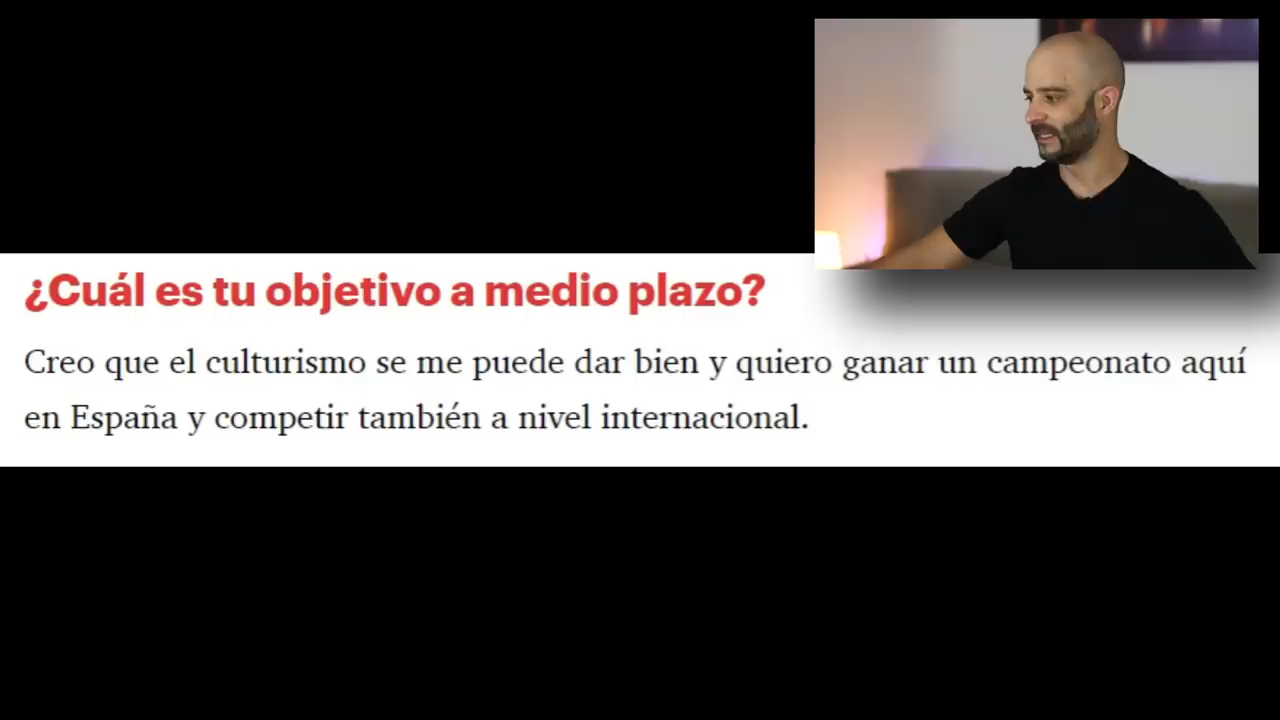 ¿Cuál es tu objetivo a medio plazo?
Creo que el culturismo se me puede dar bien y quiero ganar un campeonato aquí
en España y competir también a nivel internacional.